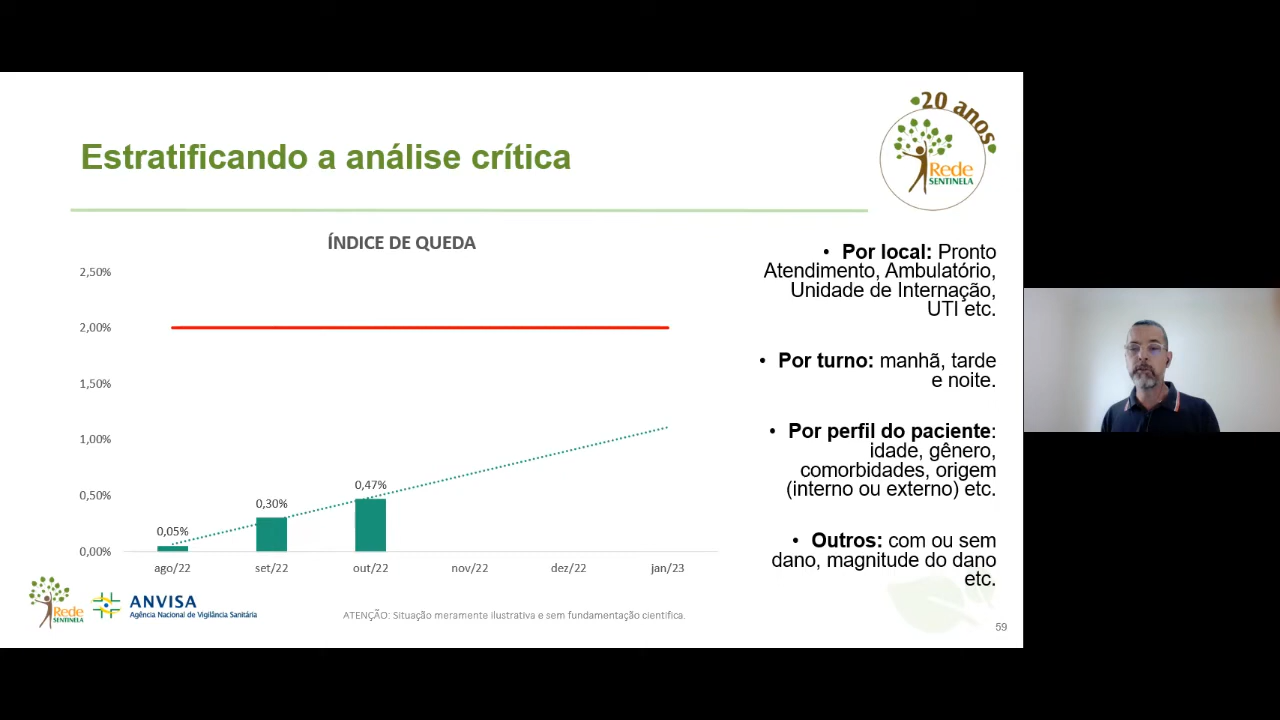 20 anos
Rede
SENTINELA
Estratificando a análise crítica
ÍNDICE DE QUEDA
2,50%
2,00%
1,50%
1,00%
0,50%
0,00%
0,05%
0,30%
0,47%
ago/22
set/22
out/22
nov/22
dez/22
jan/23
• Por local: Pronto
Atendimento, Ambulatório,
Unidade de Internação,
UTI etc.
• Por turno: manhã, tarde
e noite.
• Por perfil do paciente:
idade, gênero,
comorbidades, origem
(interno ou externo) etc.
• Outros: com ou sem
dano, magnitude do dano
etc.
Rede
SENTINELA
ANVISA
Agência Nacional de Vigilância Sanitária
ATENÇÃO: Situação meramente ilustrativa e sem fundamentação científica.
59